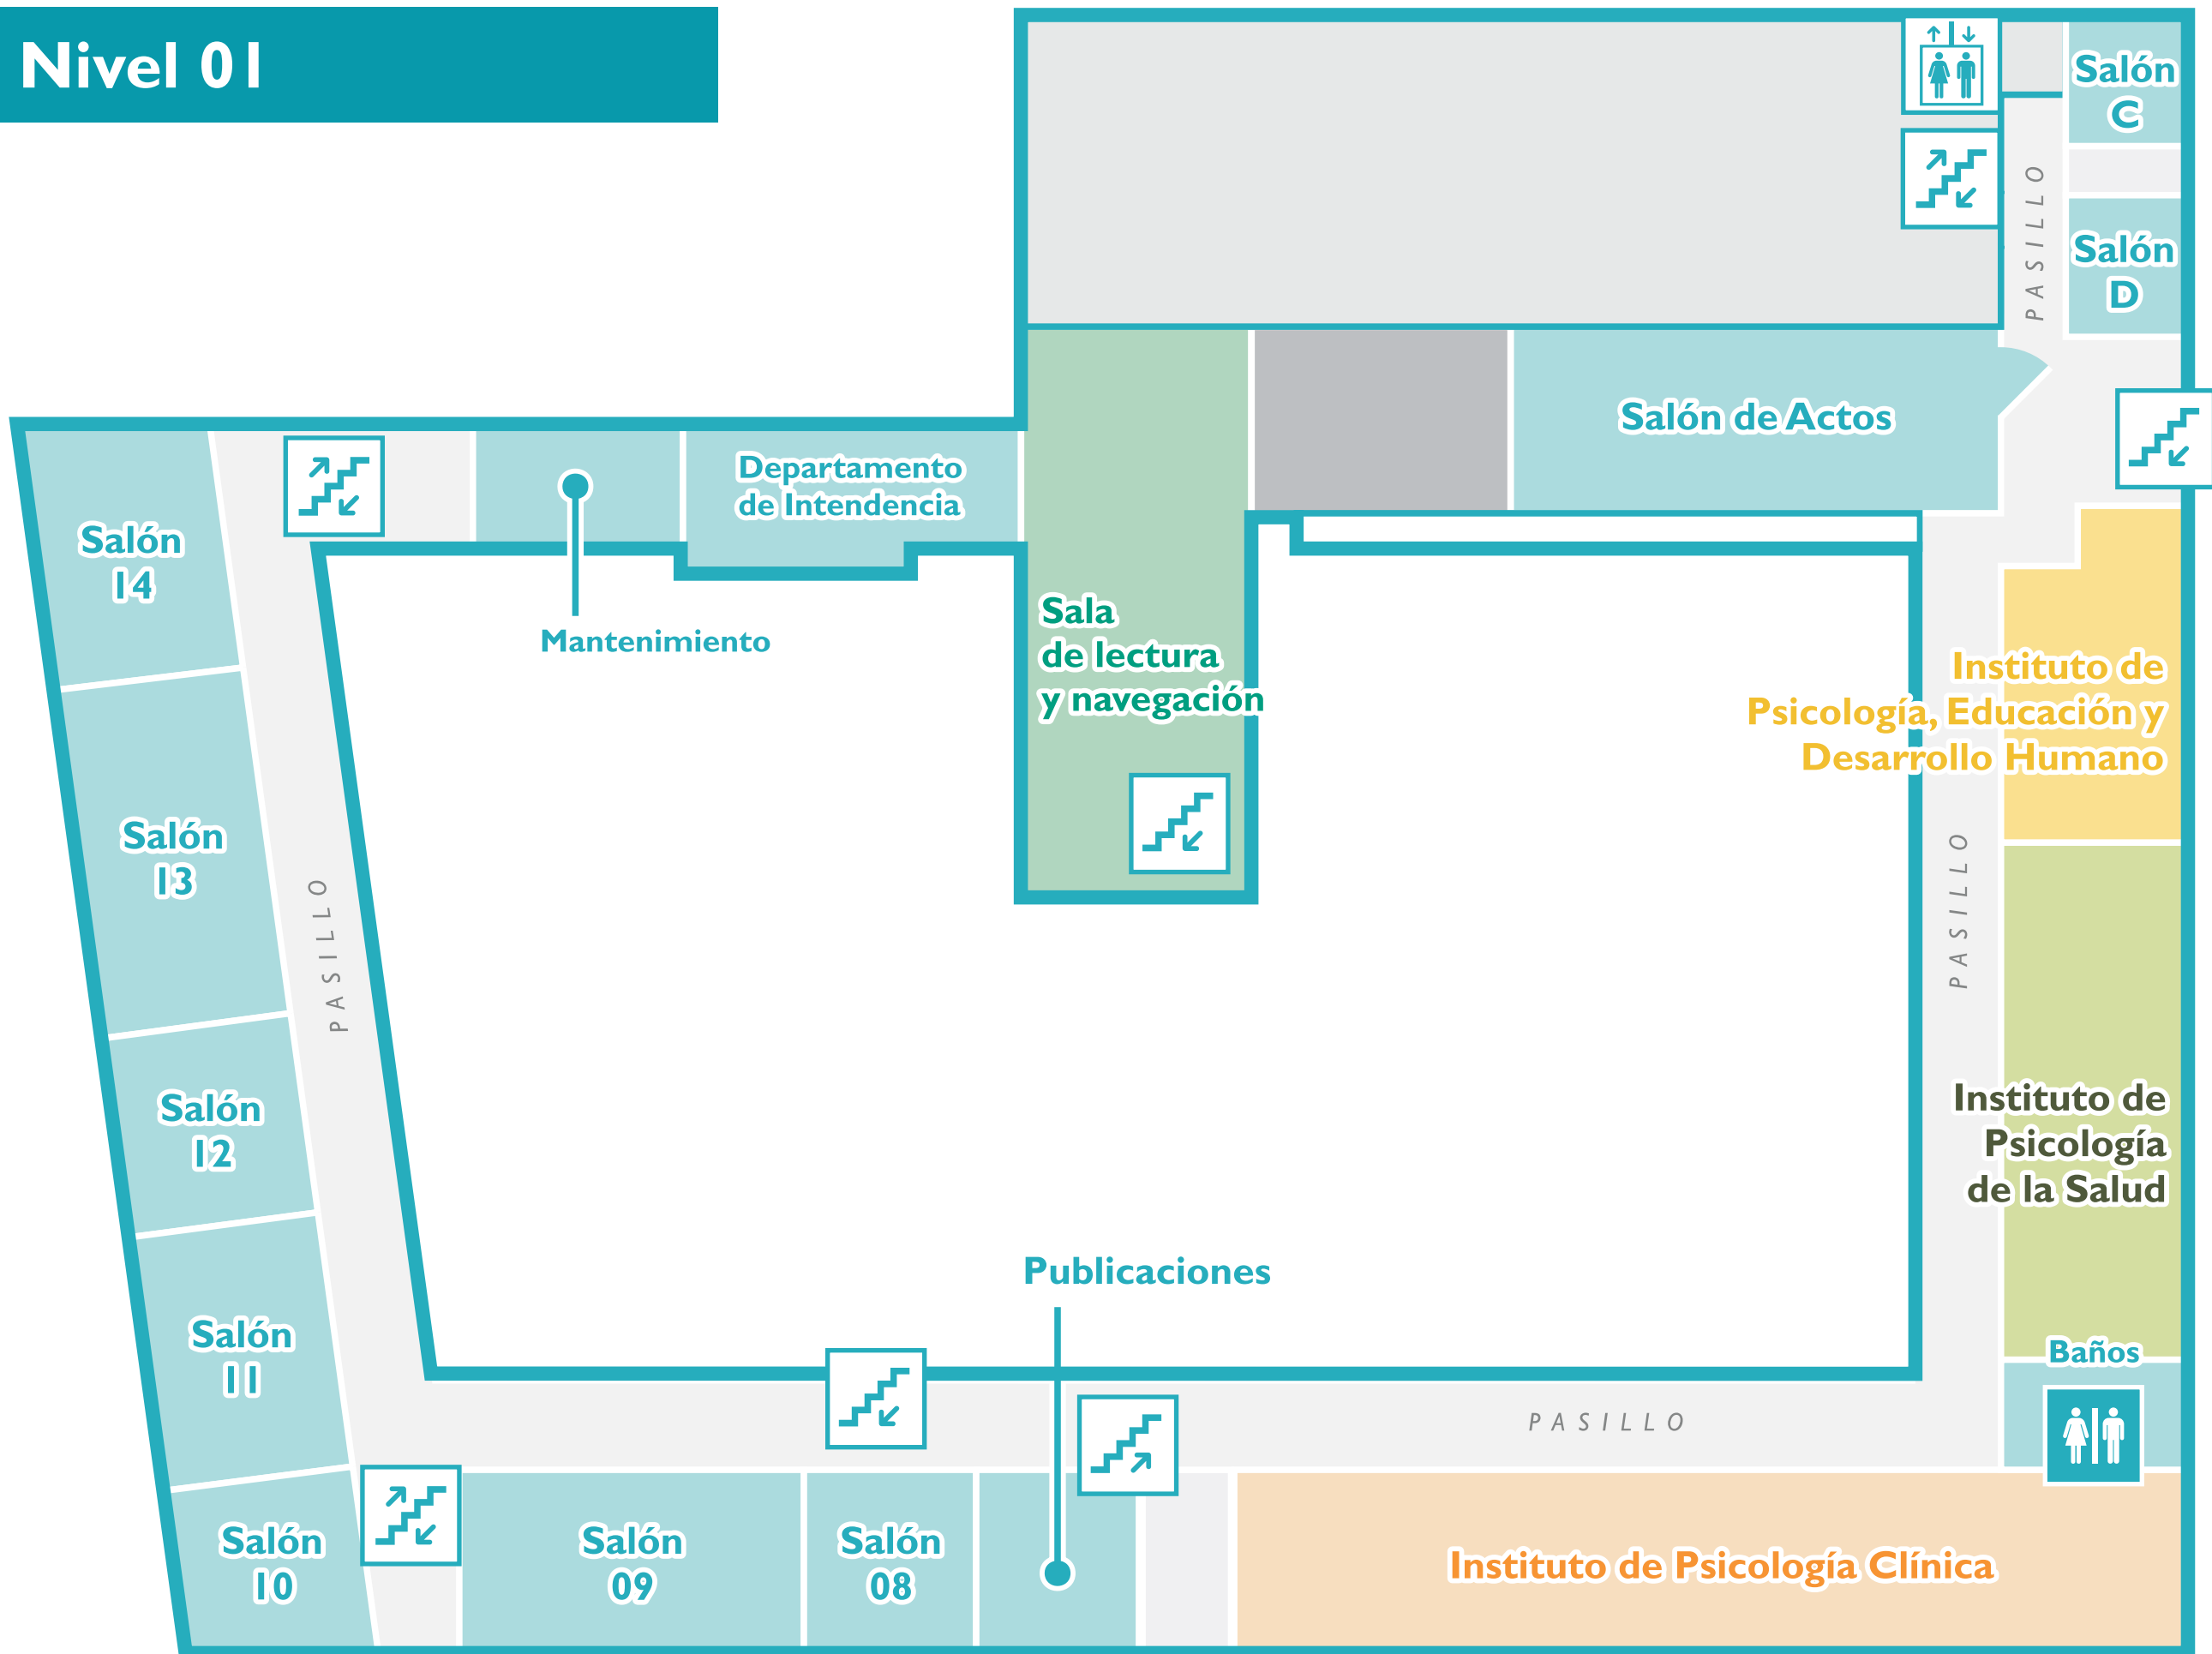 Nivel 01
Salón
C
PASILLO
Salón
D
Salón de Actos
Departamento
de Intendencia
Salón
14
Mantenimiento
Sala
de lectura
y navegación
Instituto de
Psicología, Educación y
Desarrollo Humano
Salón
13
PASILLO
PASILLO
Salón
12
Instituto de
Psicología
de la Salud
Publicaciones
Salón
11
Baños
PASILLO
Salón
10
Salón
09
Salón
08
Instituto de Psicología Clínica